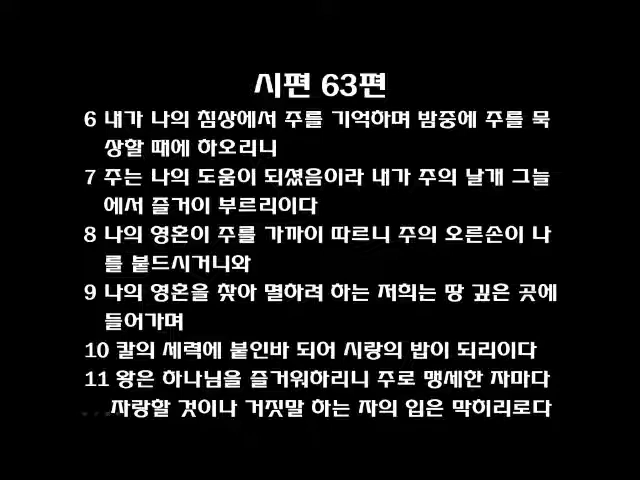 시편 63편
6 내가 나의 침상에서 주를 기억하며 밤중에 주를 묵
상할 때에 하오리니
7 주는 나의 도움이 되셨음이라 내가 주의 날개 그늘
에서 즐거이 부르리이다
8 나의 영혼이 주를 가까이 따르니 주의 오른손이 나
를 붙드시거니와
9 나의 영혼을 찾아 멸하려 하는 저희는 땅 깊은 곳에
들어가며
10 칼의 세력에 붙인바 되어 시랑의 밥이 되리이다
11 왕은 하나님을 즐거워하리니 주로 맹세한 자마다
자랑할 것이나 거짓말 하는 자의 입은 막히리로다